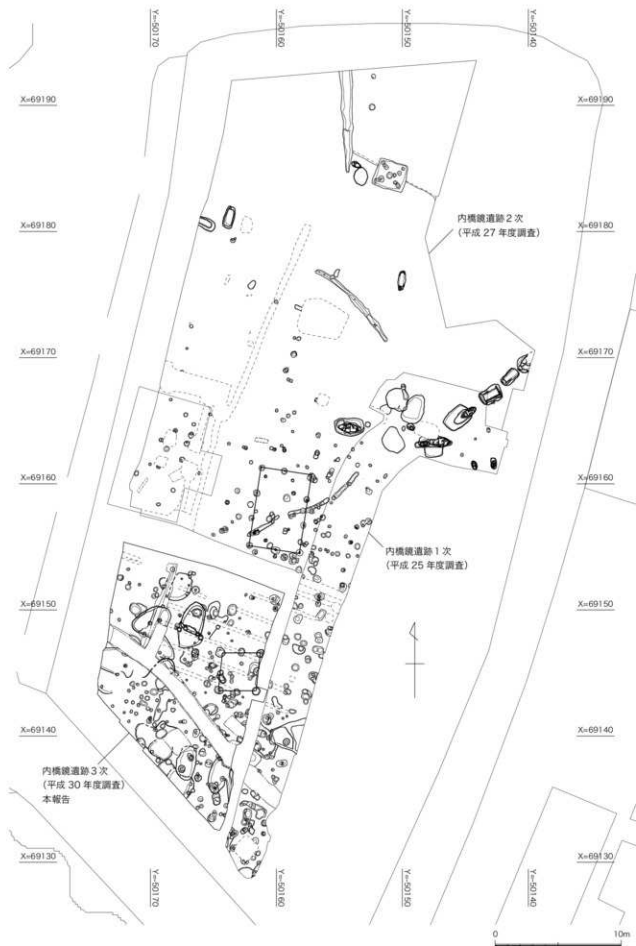 Y=-50170
Y=-50160
Y=-50150
Y=-50140
X=69190
X=69190
内橋鏡遺跡2次
(平成 27 年度調査)
X=69180
X=69180
X=69170
X=69170
X=69160
X=69160
内橋鏡遺跡1次
(平成 25 年度調査)
X=69150
X=69150
X=69140
X=69140
内橋鏡遺跡3次
(平成 30 年度調査)
本報告
X=69130
X=69130
Y=-50170
Y=-50160
Y=-50150
Y=-50140
0 10m